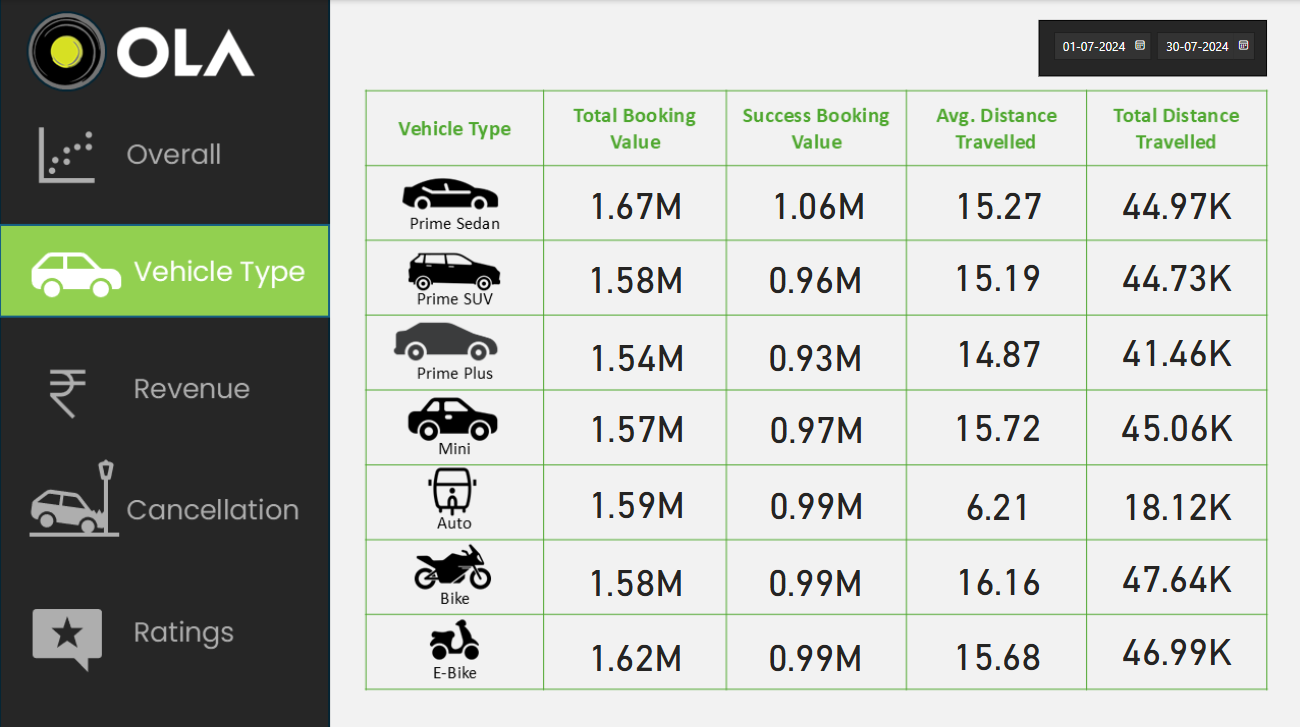 OLA
01-07-2024 30-07-2024
Overall
Vehicle Type
Revenue
Cancellation
Ratings
Vehicle Type
Total Booking
Value
Success Booking
Value
Avg. Distance
Travelled
Total Distance
Travelled
Prime Sedan 1.67M 1.06M 15.27 44.97K
Prime SUV 1.58M 0.96M 15.19 44.73K
Prime Plus 1.54M 0.93M 14.87 41.46K
Mini 1.57M 0.97M 15.72 45.06K
Auto 1.59M 0.99M 6.21 18.12K
Bike 1.58M 0.99M 16.16 47.64K
E-Bike 1.62M 0.99M 15.68 46.99K